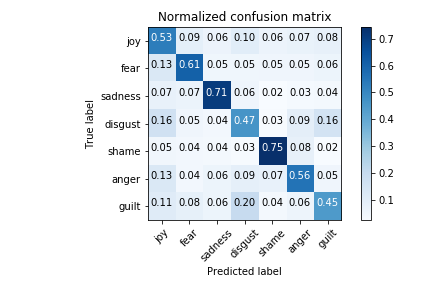 Normalized confusion matrix
joy 0.53 0.09 0.06 0.10 0.06 0.07 0.08
fear 0.13 0.61 0.05 0.05 0.05 0.05 0.06
sadness 0.07 0.07 0.71 0.06 0.02 0.03 0.04
disgust 0.16 0.05 0.04 0.47 0.03 0.09 0.16
shame 0.05 0.04 0.04 0.03 0.75 0.08 0.02
anger 0.13 0.04 0.06 0.09 0.07 0.56 0.05
guilt 0.11 0.08 0.06 0.20 0.04 0.06 0.45
joy fear sadness disgust shame anger guilt
True label
Predicted label
0.7
0.6
0.5
0.4
0.3
0.2
0.1